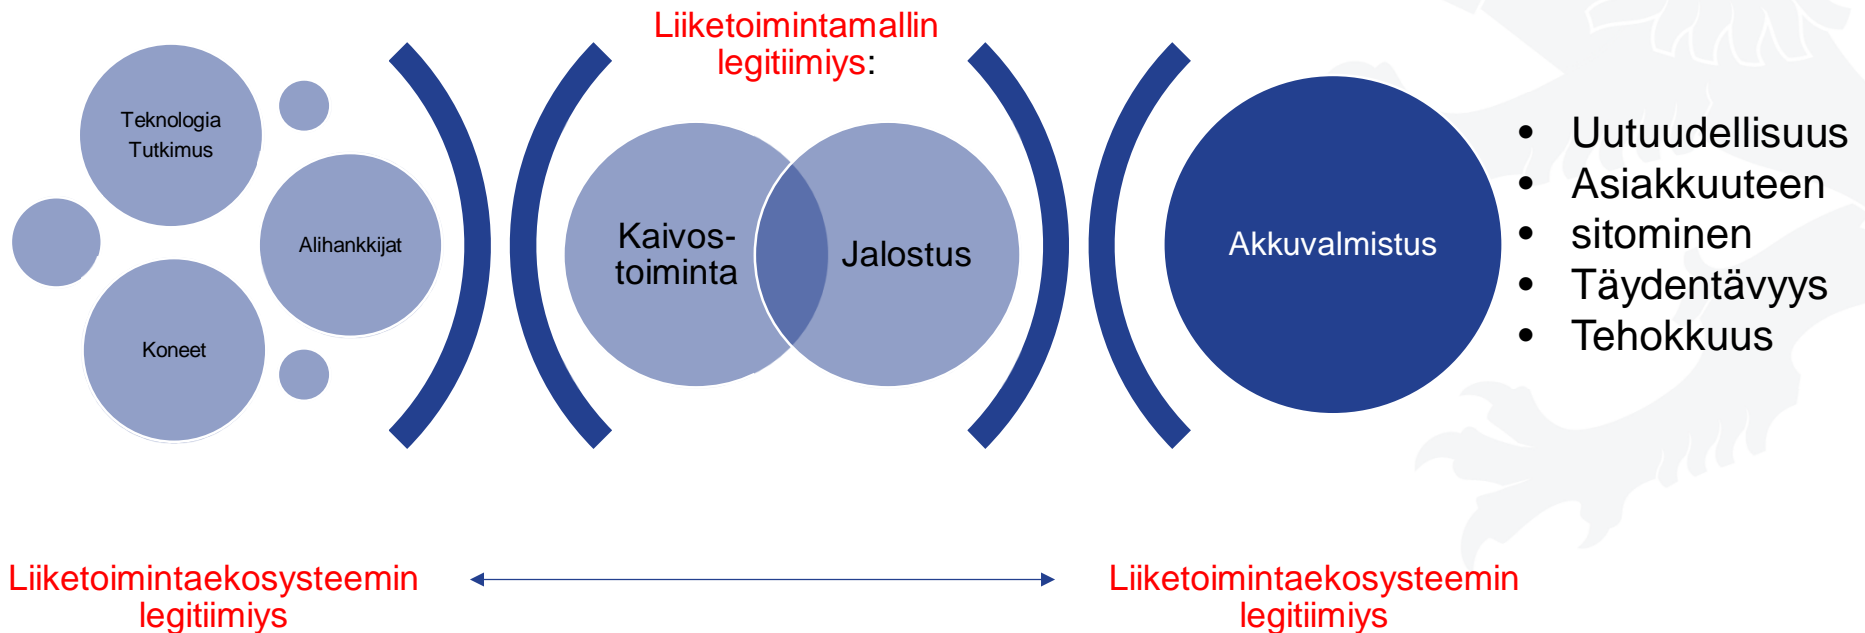 Liiketoimintamallin
legitiimiys:
Teknologia
Tutkimus
Alihankkijat
Koneet
Kaivos-
toiminta
Jalostus
Akkuvalmistus
• Uutuudellisuus
• Asiakkuuteen
• sitominen
• Täydentävyys
• Tehokkuus
Liiketoimintaekosysteemin
legitiimiys
Liiketoimintaekosysteemin
legitiimiys